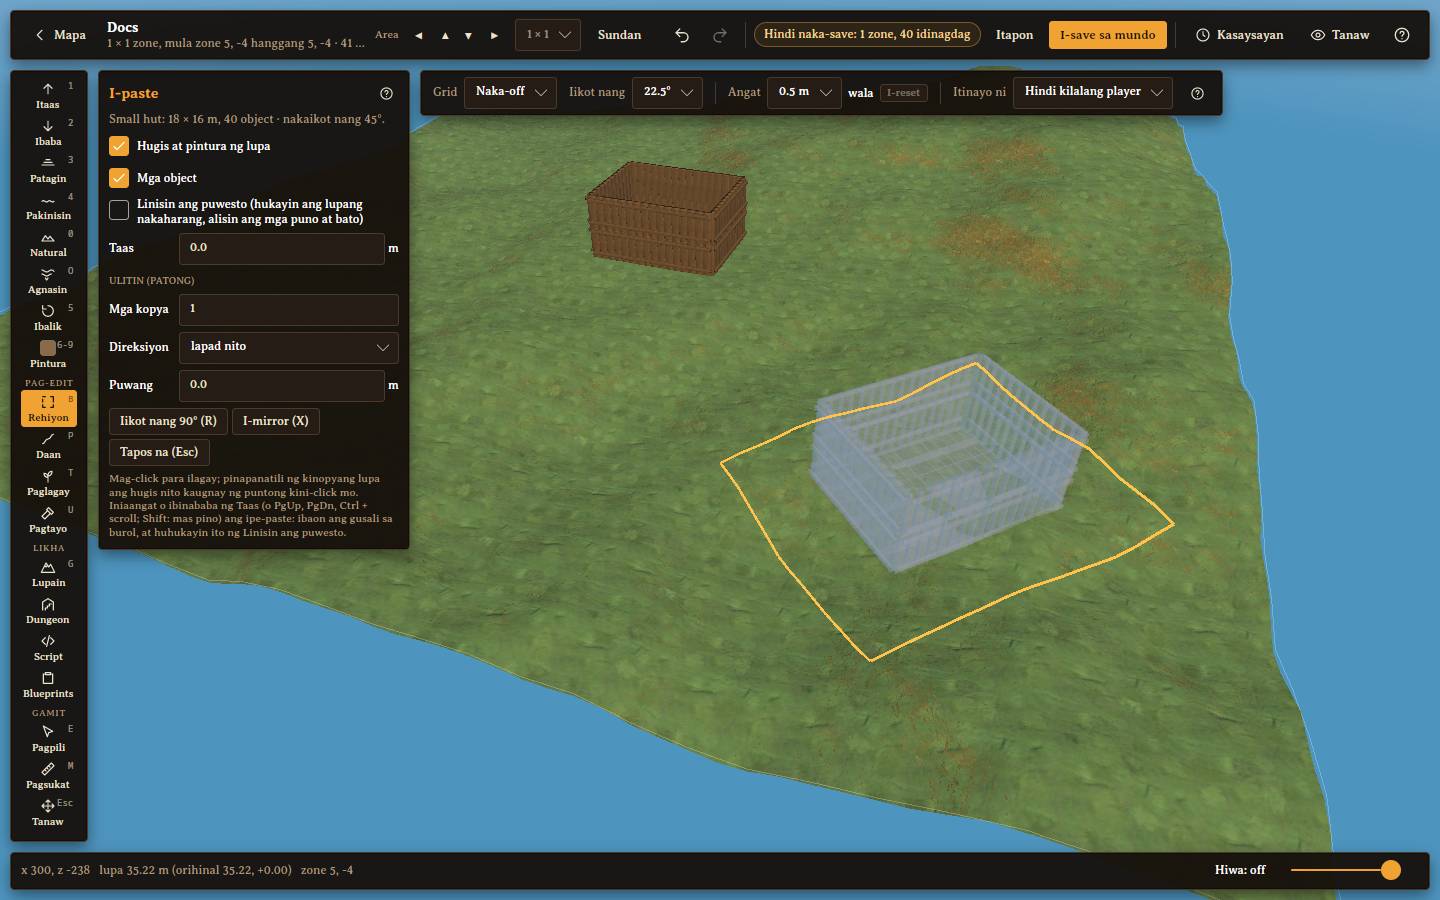 Mapa
Docs
1 × 1 zone, mula zone 5, -4 hanggang 5, -4 · 41 ...
Area
1 × 1
Sundan
Hindi naka-save: 1 zone, 40 idinagdag
Itapon
I-save sa mundo
Kasaysayan
Tanaw
1
Itaas
2
Ibaba
3
Patagin
4
Pakinisin
0
Natural
O
Agnasin
5
Ibalik
6-9
Pintura
PAG-EDIT
B
Rehiyon
P
Daan
T
Paglagay
U
Pagtayo
LIKHA
G
Lupain
Dungeon
Script
Blueprints
GAMIT
E
Pagpili
M
Pagsukat
Esc
Tanaw
I-paste
Small hut: 18 × 16 m, 40 object · nakaikot nang 45°.
Hugis at pintura ng lupa
Mga object
Linisin ang puwesto (hukayin ang lupang
nakaharang, alisin ang mga puno at bato)
Taas 0.0 m
ULITIN (PATONG)
Mga kopya 1
Direksiyon lapad nito
Puwang 0.0 m
Iikot nang 90° (R)
I-mirror (X)
Tapos na (Esc)
Mag-click para ilagay; pinapanatili ng kinopyang lupa
ang hugis nito kaugnay ng puntong kini-click mo.
Iniaangat o ibinababa ng Taas (o PgUp, PgDn, Ctrl +
scroll; Shift: mas pino) ang ipe-paste: ibaon ang gusali sa
burol, at huhukayin ito ng Linisin ang puwesto.
Grid Naka-off
Iikot nang 22.5°
Angat 0.5 m
wala
I-reset
Itinayo ni Hindi kilalang player
x 300, z -238 lupa 35.22 m (orihinal 35.22, +0.00) zone 5, -4
Hiwa: off